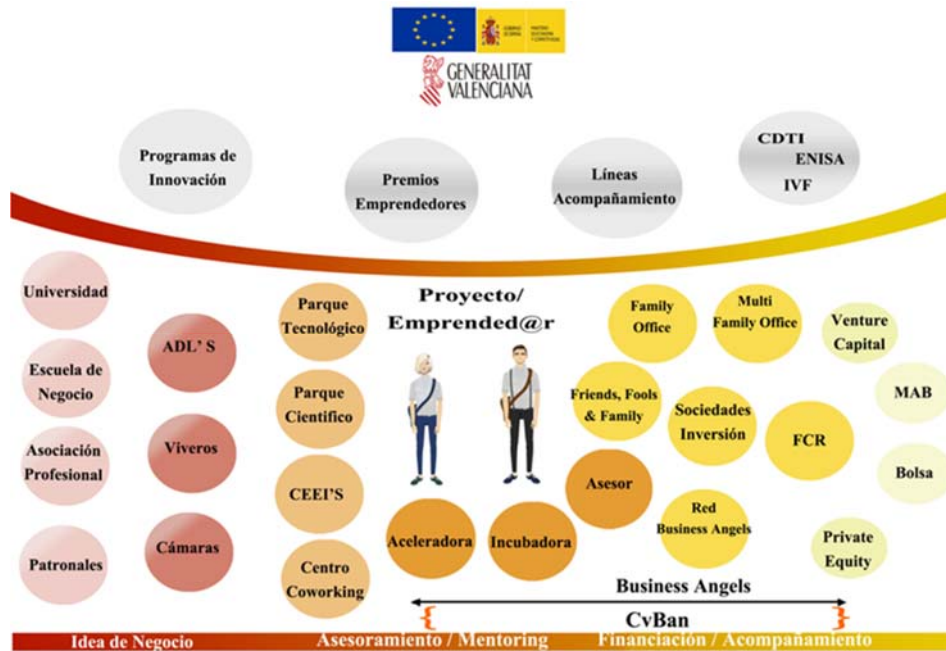 GENERALITAT
VALENCIANA
Programas de
Innovación
Premios
Emprendedores
Líneas
Acompañamiento
CDTI
ENISA
IVF
Universidad
Escuela de
Negocio
Asociación
Profesional
Patronales
ADL' S
Viveros
Cámaras
Parque
Tecnológico
Parque
Cientifico
CEEI'S
Centro
Coworking
Proyecto/
Emprended@r
Aceleradora
Incubadora
Asesor
Family
Office
Multi
Family Office
Friends, Fools
& Family
Sociedades
Inversión
Red
Business Angels
FCR
Venture
Capital
MAB
Bolsa
Private
Equity
Business Angels
CvBan
Idea de Negocio
Asesoramiento / Mentoring
Financiación / Acompañamiento